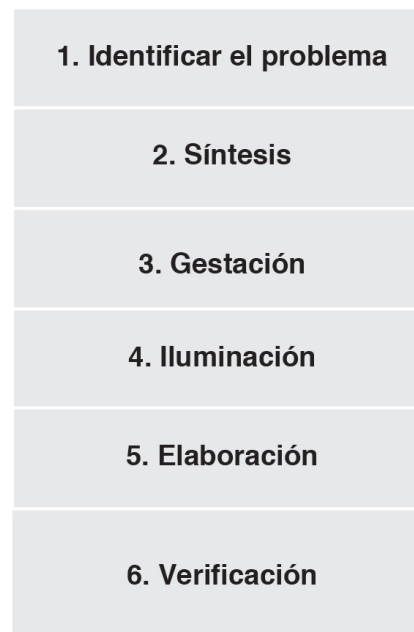 1. Identificar el problema
2. Síntesis
3. Gestación
4. Iluminación
5. Elaboración
6. Verificación